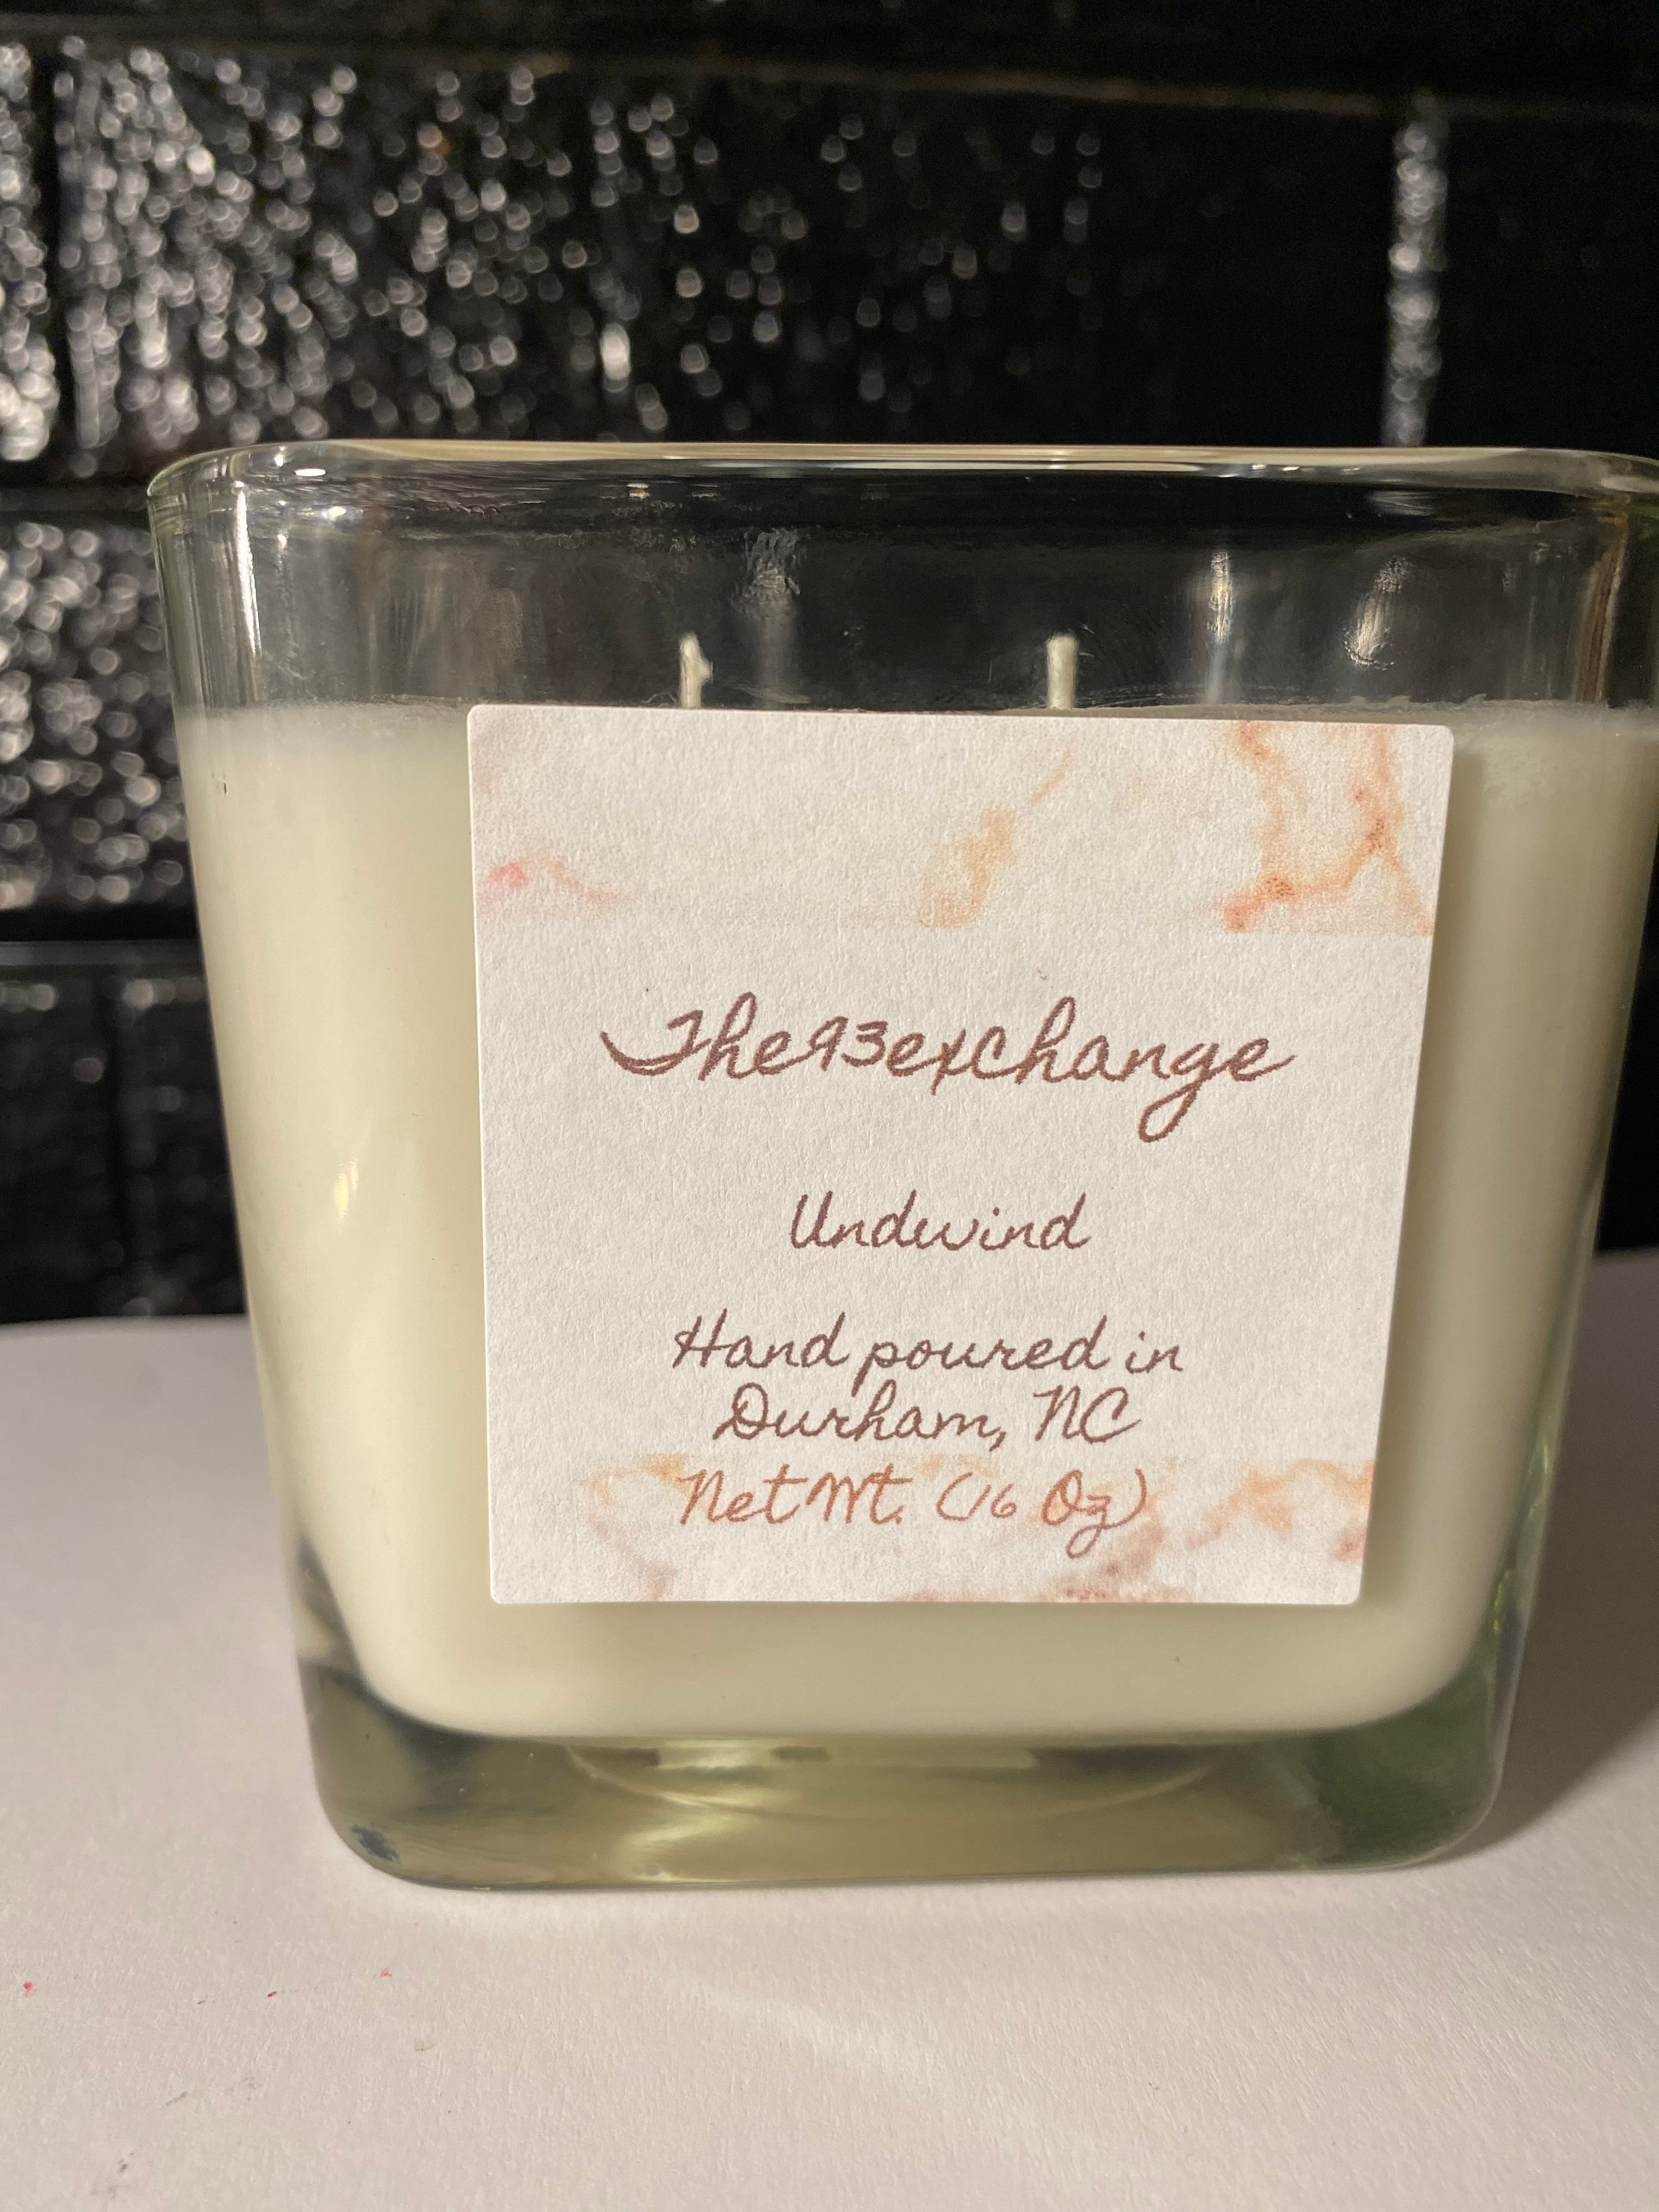 The93exchange
Undwind
Hand poured in
Durham, NC
Net Wt. (16 Oz)